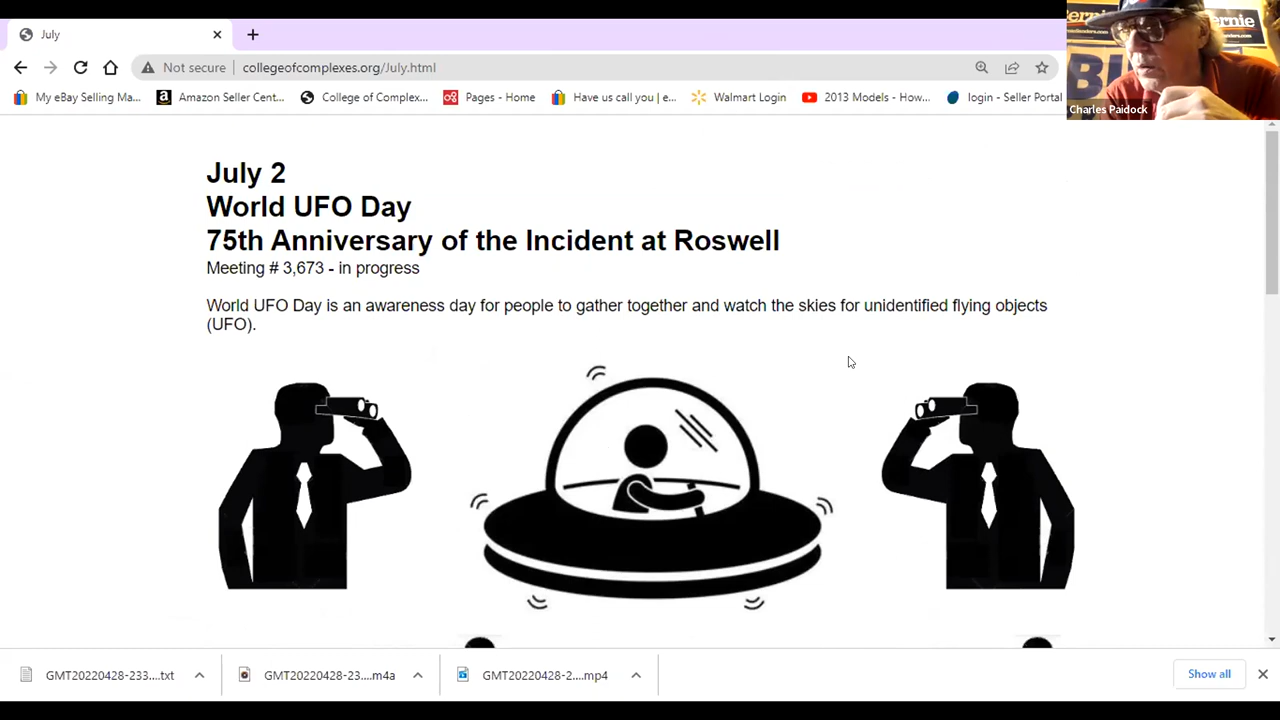 July
Not secure
collegeofcomplexes.org/July.html
My eBay Selling Ma...
Amazon Seller Cent...
College of Complex...
Pages - Home
Have us call you | e...
Walmart Login
2013 Models - How...
login - Seller Portal
Charles Paidock
July 2
World UFO Day
75th Anniversary of the Incident at Roswell
Meeting # 3,673 - in progress
World UFO Day is an awareness day for people to gather together and watch the skies for unidentified flying objects
(UFO).
GMT20220428-233....txt
GMT20220428-23....m4a
GMT20220428-2....mp4
Show all